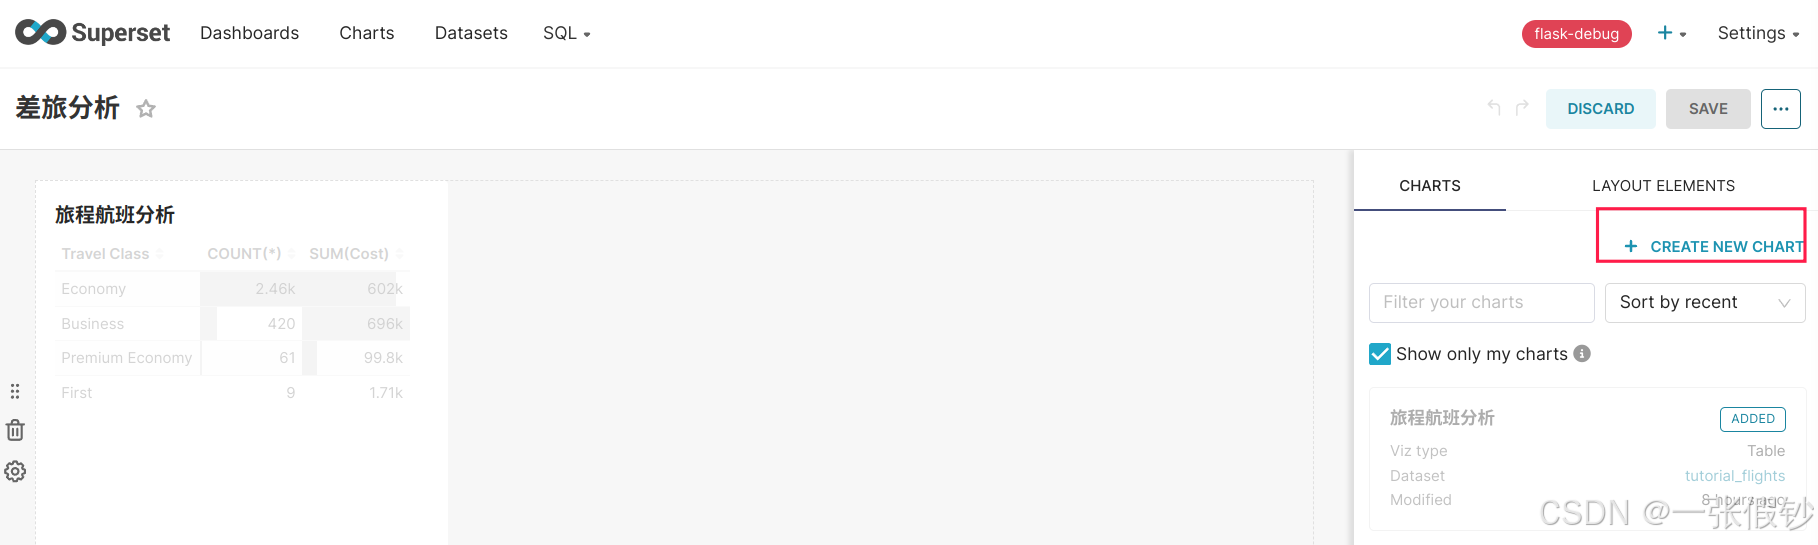 Superset Dashboards Charts Datasets SQL flask-debug + Settings
差旅分析 DISCARD SAVE ...
CHARTS LAYOUT ELEMENTS
+ CREATE NEW CHART
Filter your charts Sort by recent
Show only my charts
旅程航班分析 ADDED
Viz type Table
Dataset tutorial_flights
Modified 8 hours ago
旅程航班分析
Travel Class COUNT(*) SUM(Cost)
Economy 2.46k 602k
Business 420 696k
Premium Economy 61 99.8k
First 9 1.71k
CSDN @一张假钞